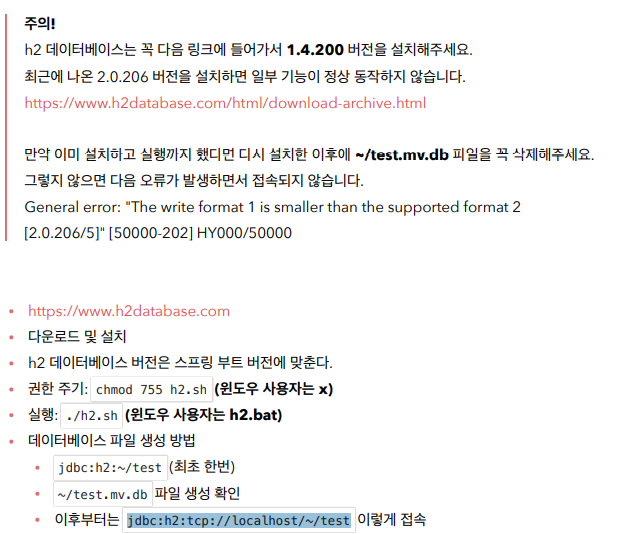 주의!
h2 데이터베이스는 꼭 다음 링크에 들어가서 1.4.200 버전을 설치해주세요.
최근에 나온 2.0.206 버전을 설치하면 일부 기능이 정상 동작하지 않습니다.
https://www.h2database.com/html/download-archive.html
만약 이미 설치하고 실행까지 했다면 다시 설치한 이후에 ~/test.mv.db 파일을 꼭 삭제해주세요.
그렇지 않으면 다음 오류가 발생하면서 접속되지 않습니다.
General error: "The write format 1 is smaller than the supported format 2
[2.0.206/5]" [50000-202] HY000/50000
• https://www.h2database.com
• 다운로드 및 설치
• h2 데이터베이스 버전은 스프링 부트 버전에 맞춘다.
• 권한 주기: chmod 755 h2.sh (윈도우 사용자는 x)
• 실행: ./h2.sh (윈도우 사용자는 h2.bat)
• 데이터베이스 파일 생성 방법
• jdbc:h2:~/test (최초 한번)
• ~/test.mv.db 파일 생성 확인
• 이후부터는 jdbc:h2:tcp://localhost/~/test 이렇게 접속